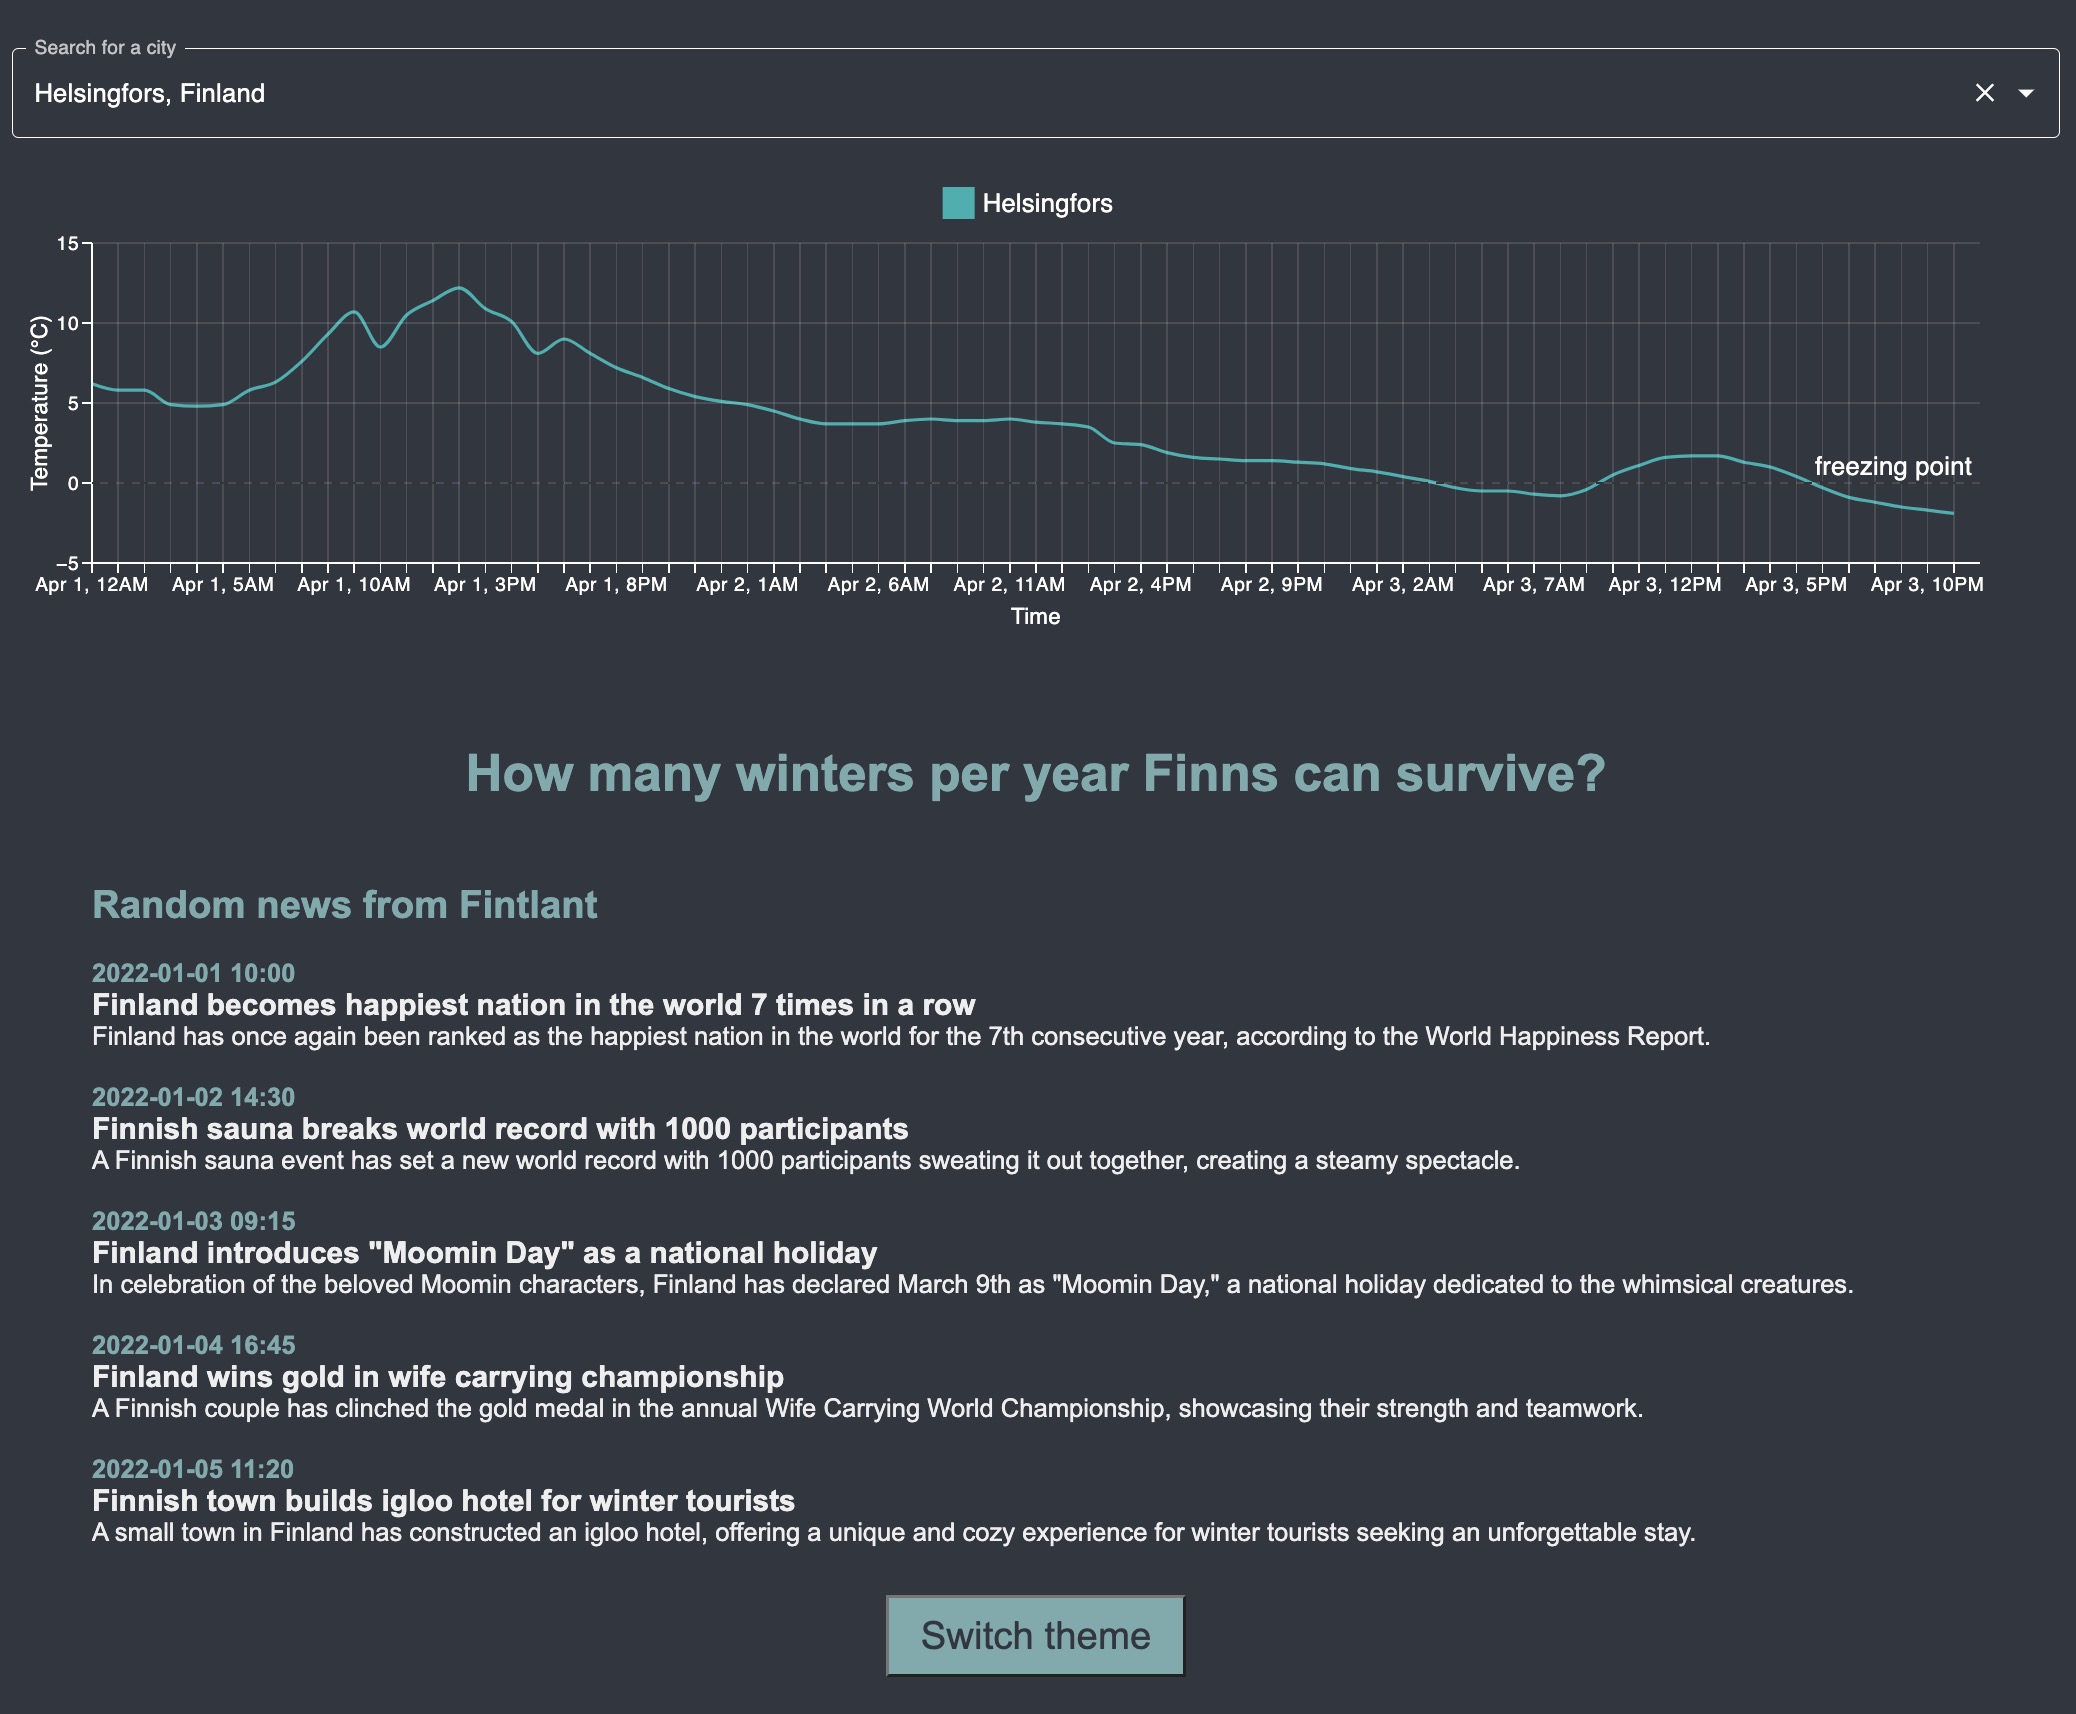 Search for a city
Helsingfors, Finland
Helsingfors
15
10
5
0
−5
Temperature (°C)
freezing point
Apr 1, 12AM Apr 1, 5AM Apr 1, 10AM Apr 1, 3PM Apr 1, 8PM Apr 2, 1AM Apr 2, 6AM Apr 2, 11AM Apr 2, 4PM Apr 2, 9PM Apr 3, 2AM Apr 3, 7AM Apr 3, 12PM Apr 3, 5PM Apr 3, 10PM
Time
How many winters per year Finns can survive?
Random news from Fintlant
2022-01-01 10:00
Finland becomes happiest nation in the world 7 times in a row
Finland has once again been ranked as the happiest nation in the world for the 7th consecutive year, according to the World Happiness Report.
2022-01-02 14:30
Finnish sauna breaks world record with 1000 participants
A Finnish sauna event has set a new world record with 1000 participants sweating it out together, creating a steamy spectacle.
2022-01-03 09:15
Finland introduces "Moomin Day" as a national holiday
In celebration of the beloved Moomin characters, Finland has declared March 9th as "Moomin Day," a national holiday dedicated to the whimsical creatures.
2022-01-04 16:45
Finland wins gold in wife carrying championship
A Finnish couple has clinched the gold medal in the annual Wife Carrying World Championship, showcasing their strength and teamwork.
2022-01-05 11:20
Finnish town builds igloo hotel for winter tourists
A small town in Finland has constructed an igloo hotel, offering a unique and cozy experience for winter tourists seeking an unforgettable stay.
Switch theme